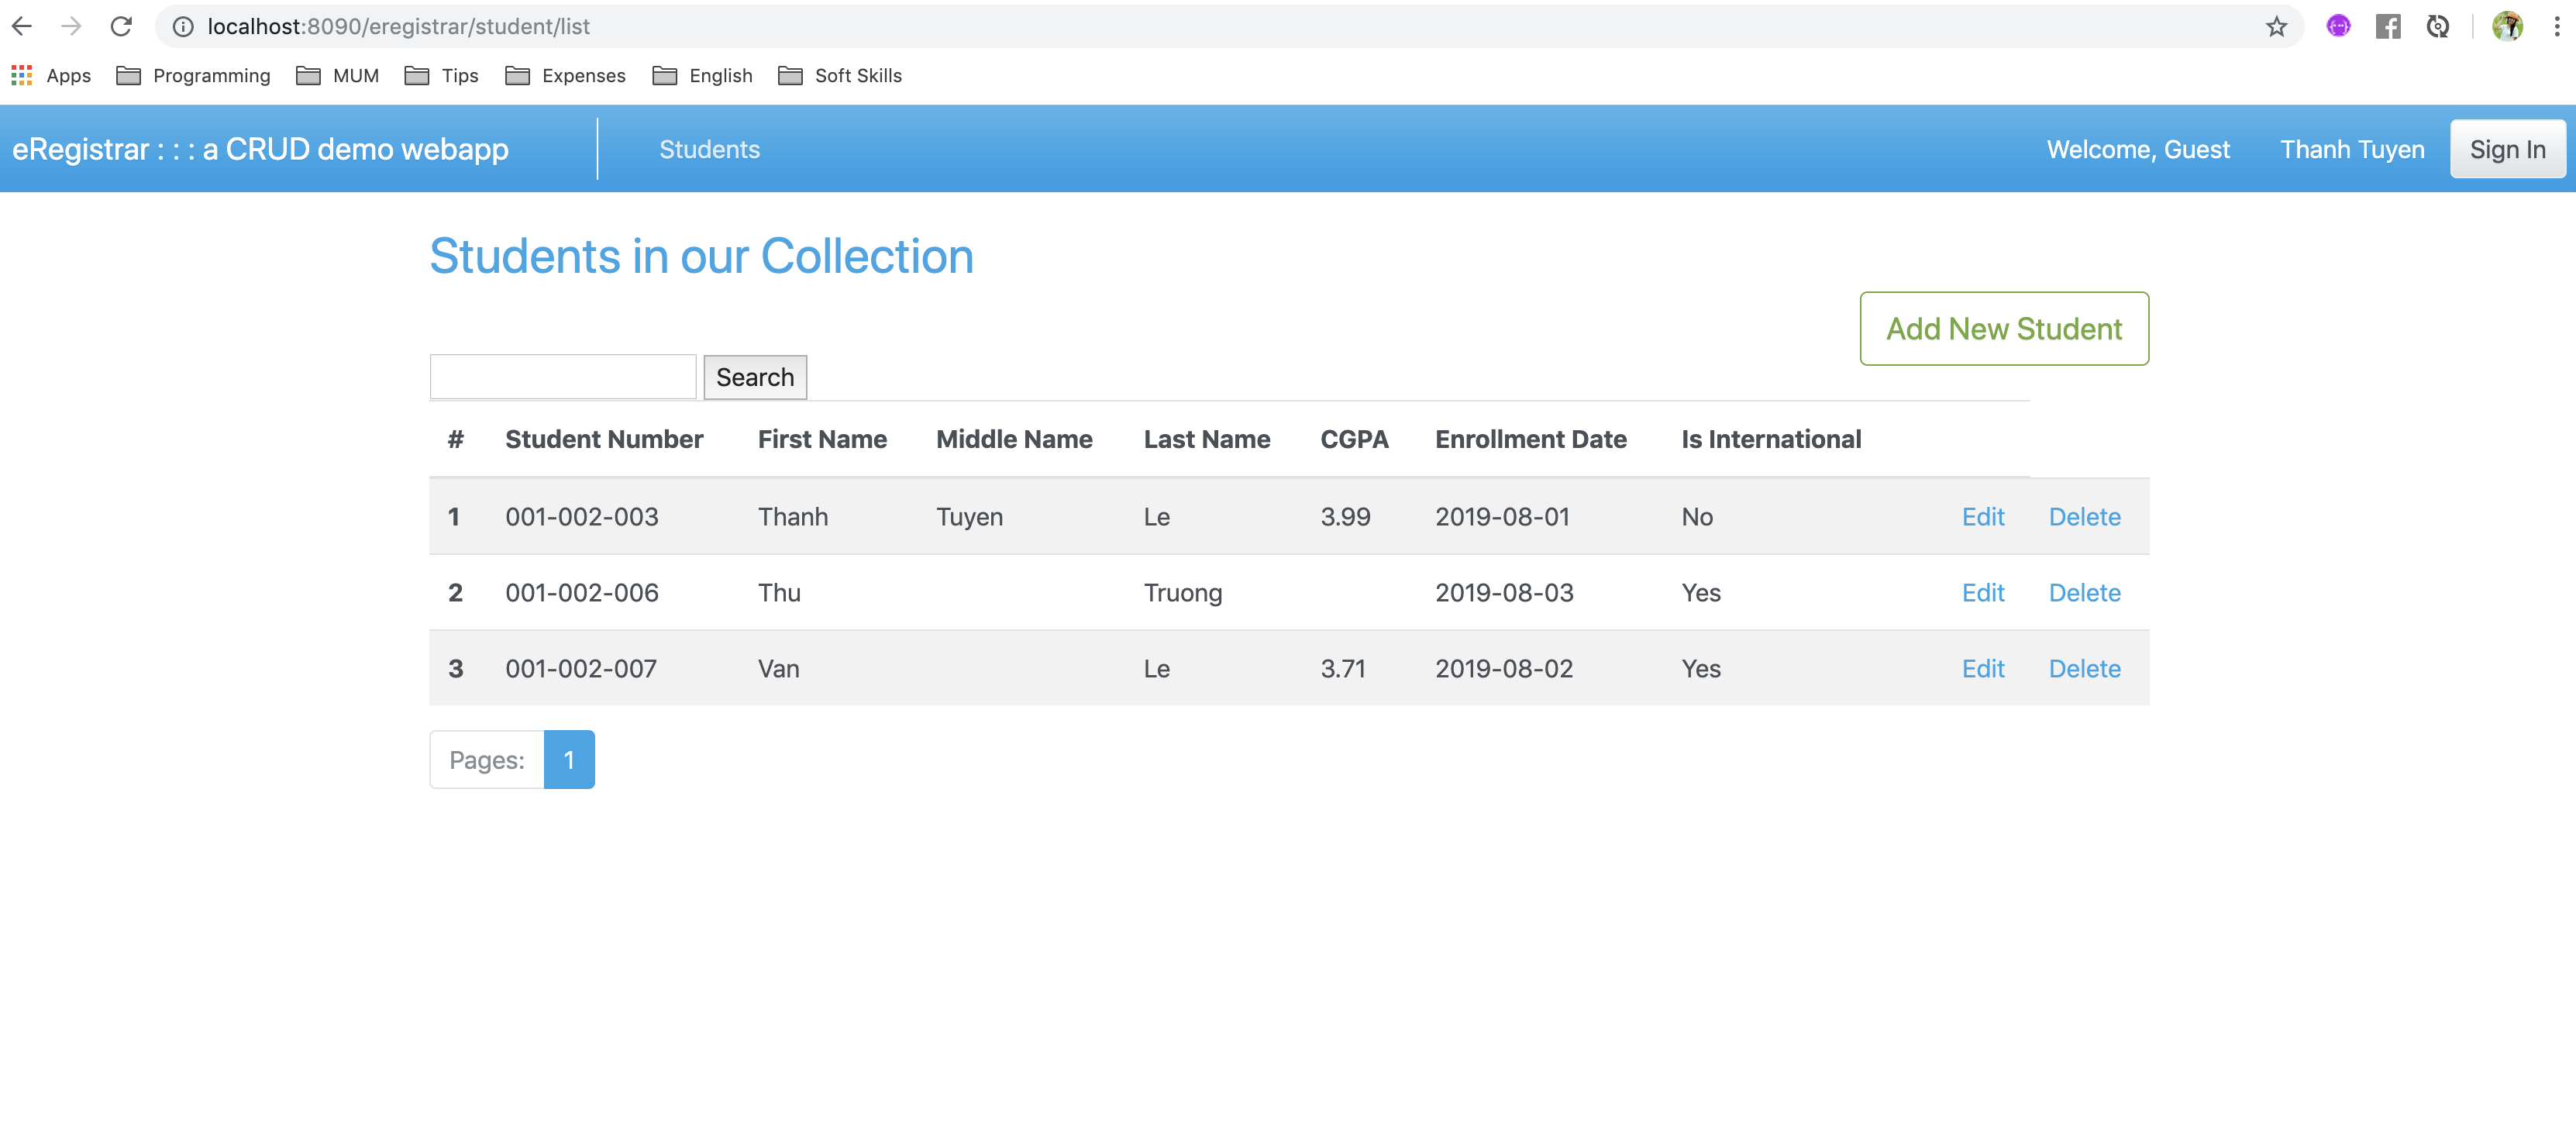 localhost:8090/eregistrar/student/list
Apps Programming MUM Tips Expenses English Soft Skills
eRegistrar : : : a CRUD demo webapp Students Welcome, Guest Thanh Tuyen Sign In
Students in our Collection
Add New Student
Search
# Student Number First Name Middle Name Last Name CGPA Enrollment Date Is International
1 001-002-003 Thanh Tuyen Le 3.99 2019-08-01 No Edit Delete
2 001-002-006 Thu Truong 2019-08-03 Yes Edit Delete
3 001-002-007 Van Le 3.71 2019-08-02 Yes Edit Delete
Pages: 1